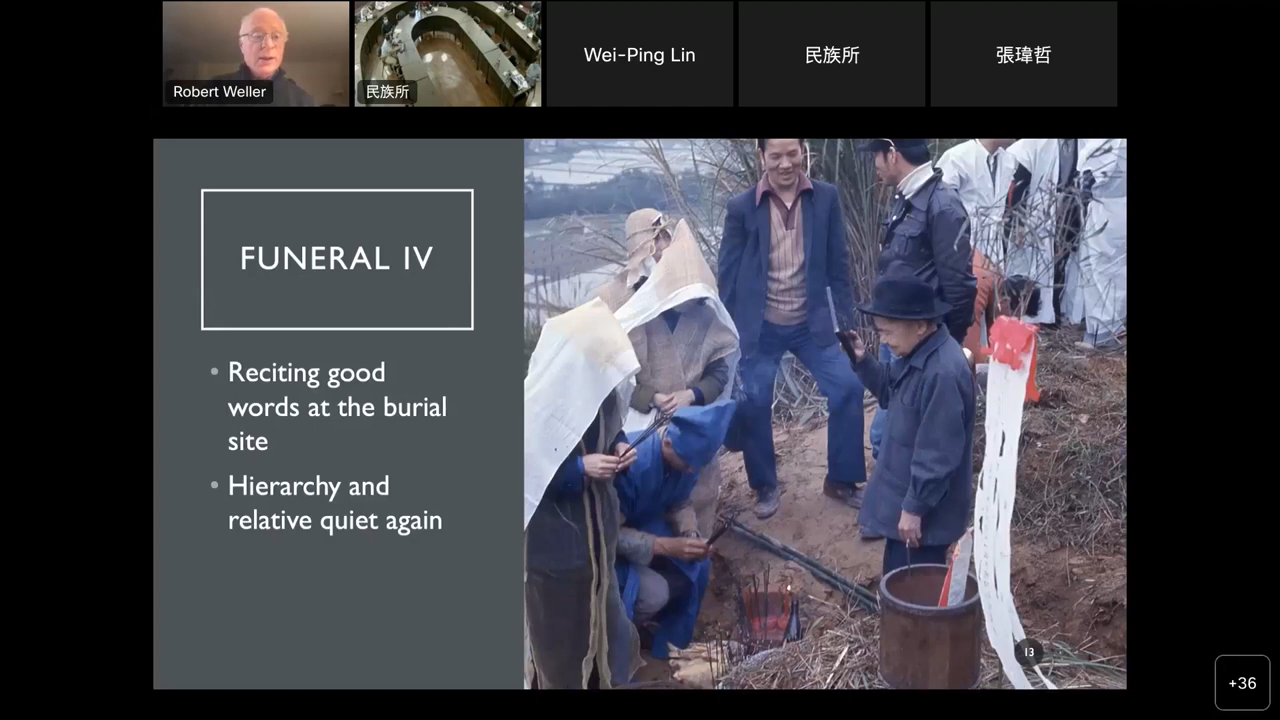 Robert Weller
民族所
Wei-Ping Lin
民族所
張瑋哲
FUNERAL IV
Reciting good
words at the burial
site
Hierarchy and
relative quiet again
13
+36